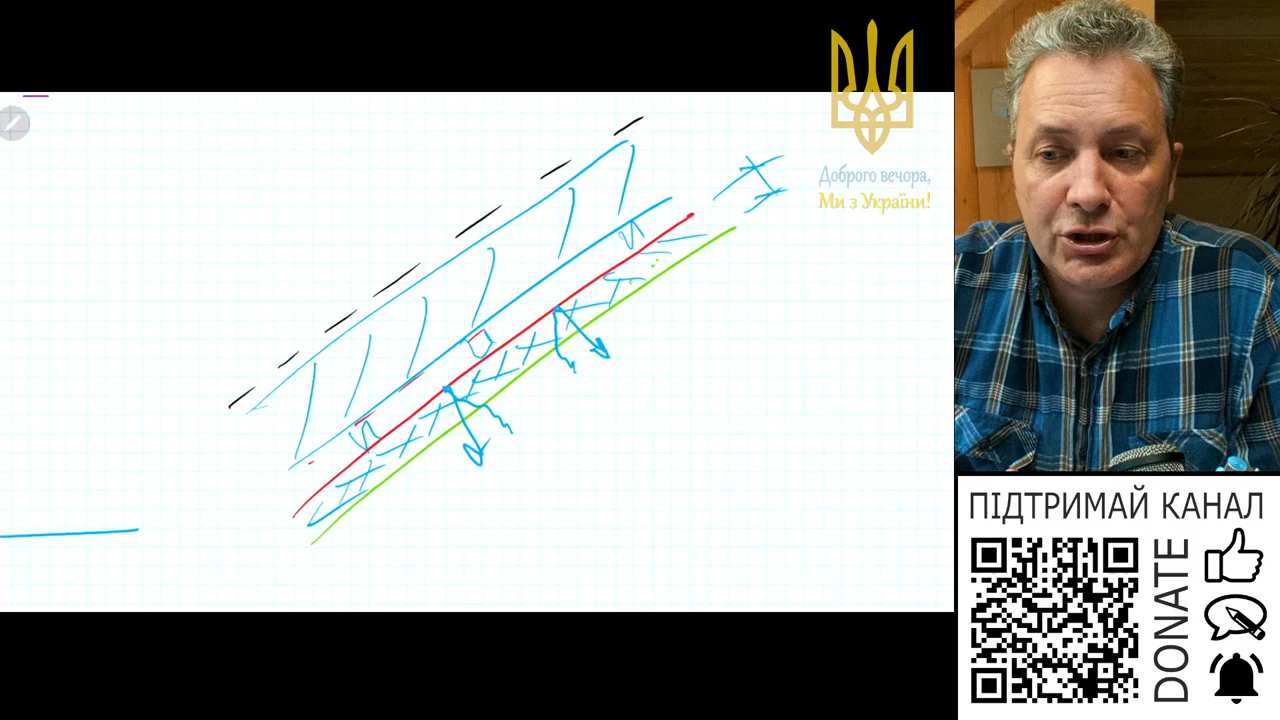 Доброго вечора,
Ми з України!
ПІДТРИМАЙ КАНАЛ
DONATE